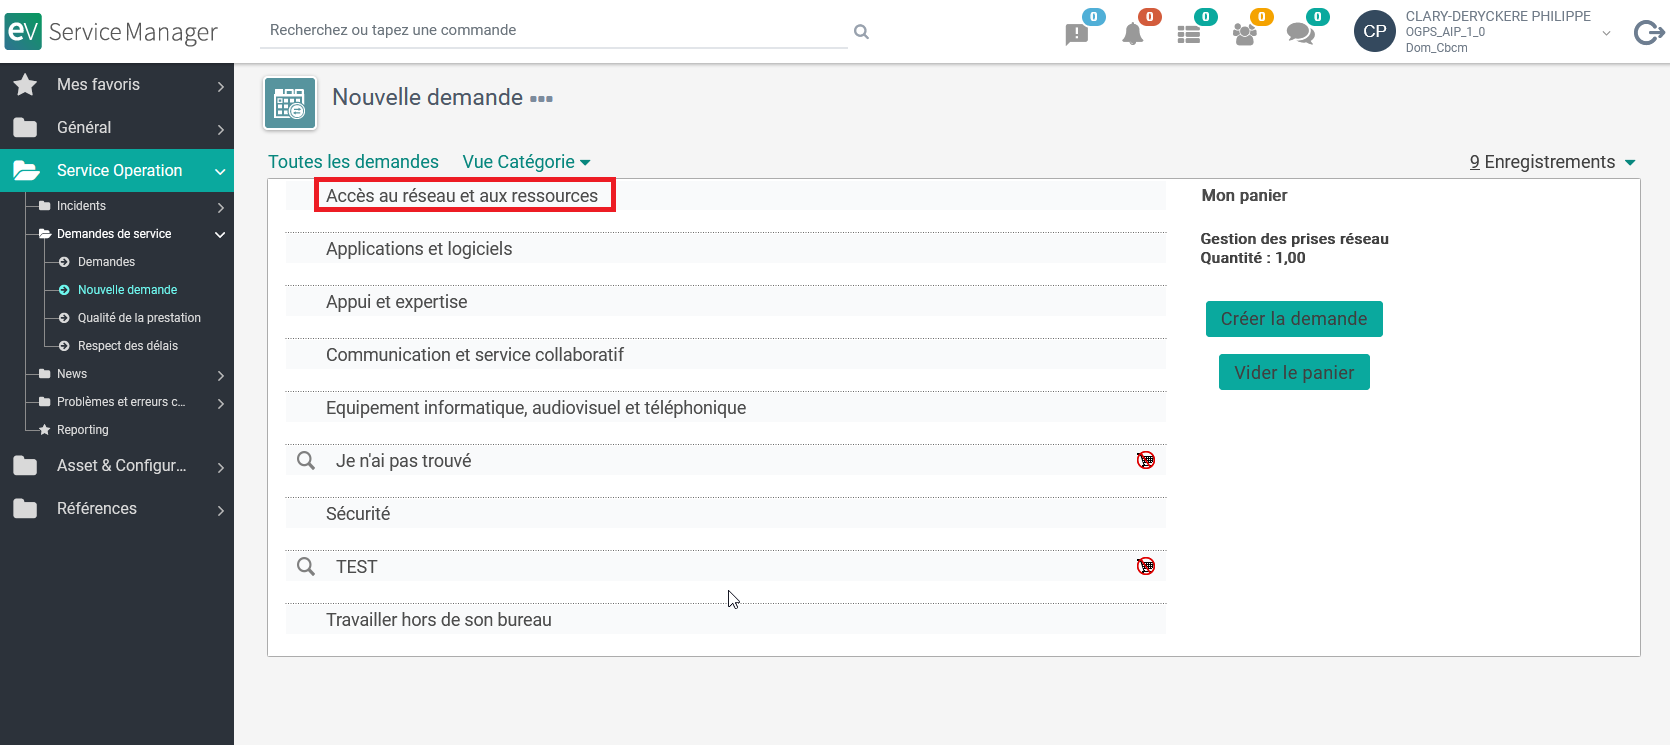 eV Service Manager
Recherchez ou tapez une commande
0
0
0
0
0
CP
CLARY-DERYCKERE PHILIPPE
OGPS_AIP_1_0
Dom_Cbcm
Mes favoris
Général
Service Operation
Incidents
Demandes de service
Demandes
Nouvelle demande
Qualité de la prestation
Respect des délais
News
Problèmes et erreurs c...
Reporting
Asset & Configur...
Références
Nouvelle demande
Toutes les demandes
Vue Catégorie
9 Enregistrements
Accès au réseau et aux ressources
Applications et logiciels
Appui et expertise
Communication et service collaboratif
Equipement informatique, audiovisuel et téléphonique
Je n'ai pas trouvé
Sécurité
TEST
Travailler hors de son bureau
Mon panier
Gestion des prises réseau
Quantité : 1,00
Créer la demande
Vider le panier